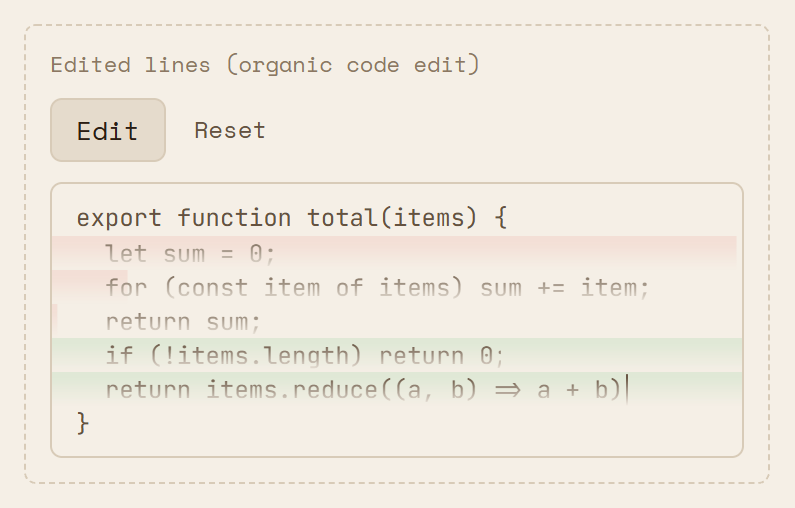 Edited lines (organic code edit)
Edit Reset
export function total(items) {
let sum = 0;
for (const item of items) sum += item;
return sum;
if (!items.length) return 0;
return items.reduce((a, b) => a + b)
}